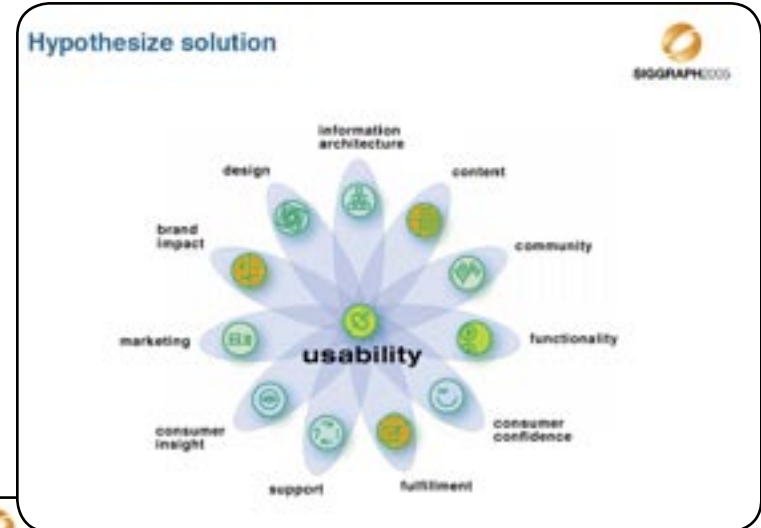 Hypothesize solution
SIGGRAPH2005
information
architecture
design
content
brand
impact
community
marketing
usability
functionality
consumer
insight
consumer
confidence
support
fulfillment